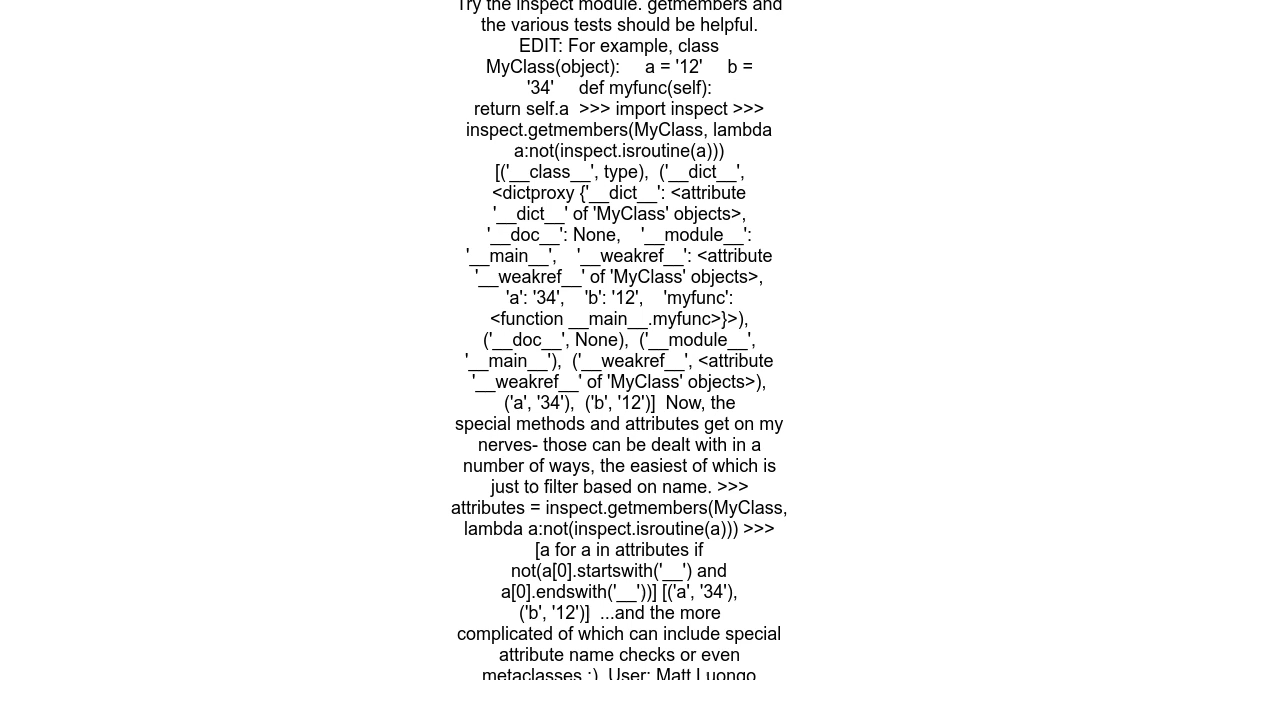 Try the inspect module. getmembers and
the various tests should be helpful.
EDIT: For example, class
MyClass(object):     a = '12'     b =
'34'     def myfunc(self):
return self.a  >>> import inspect >>>
inspect.getmembers(MyClass, lambda
a:not(inspect.isroutine(a)))
[('__class__', type),  ('__dict__',
<dictproxy {'__dict__': <attribute
'__dict__' of 'MyClass' objects>,
'__doc__': None,    '__module__':
'__main__',    '__weakref__': <attribute
'__weakref__' of 'MyClass' objects>,
'a': '34',    'b': '12',    'myfunc':
<function __main__.myfunc>}>),
('__doc__', None),  ('__module__',
'__main__'),  ('__weakref__', <attribute
'__weakref__' of 'MyClass' objects>),
('a', '34'),  ('b', '12')]  Now, the
special methods and attributes get on my
nerves- those can be dealt with in a
number of ways, the easiest of which is
just to filter based on name. >>>
attributes = inspect.getmembers(MyClass,
lambda a:not(inspect.isroutine(a))) >>>
[a for a in attributes if
not(a[0].startswith('__') and
a[0].endswith('__'))] [('a', '34'),
('b', '12')]  ...and the more
complicated of which can include special
attribute name checks or even
metaclasses ;)  User: Matt Luongo